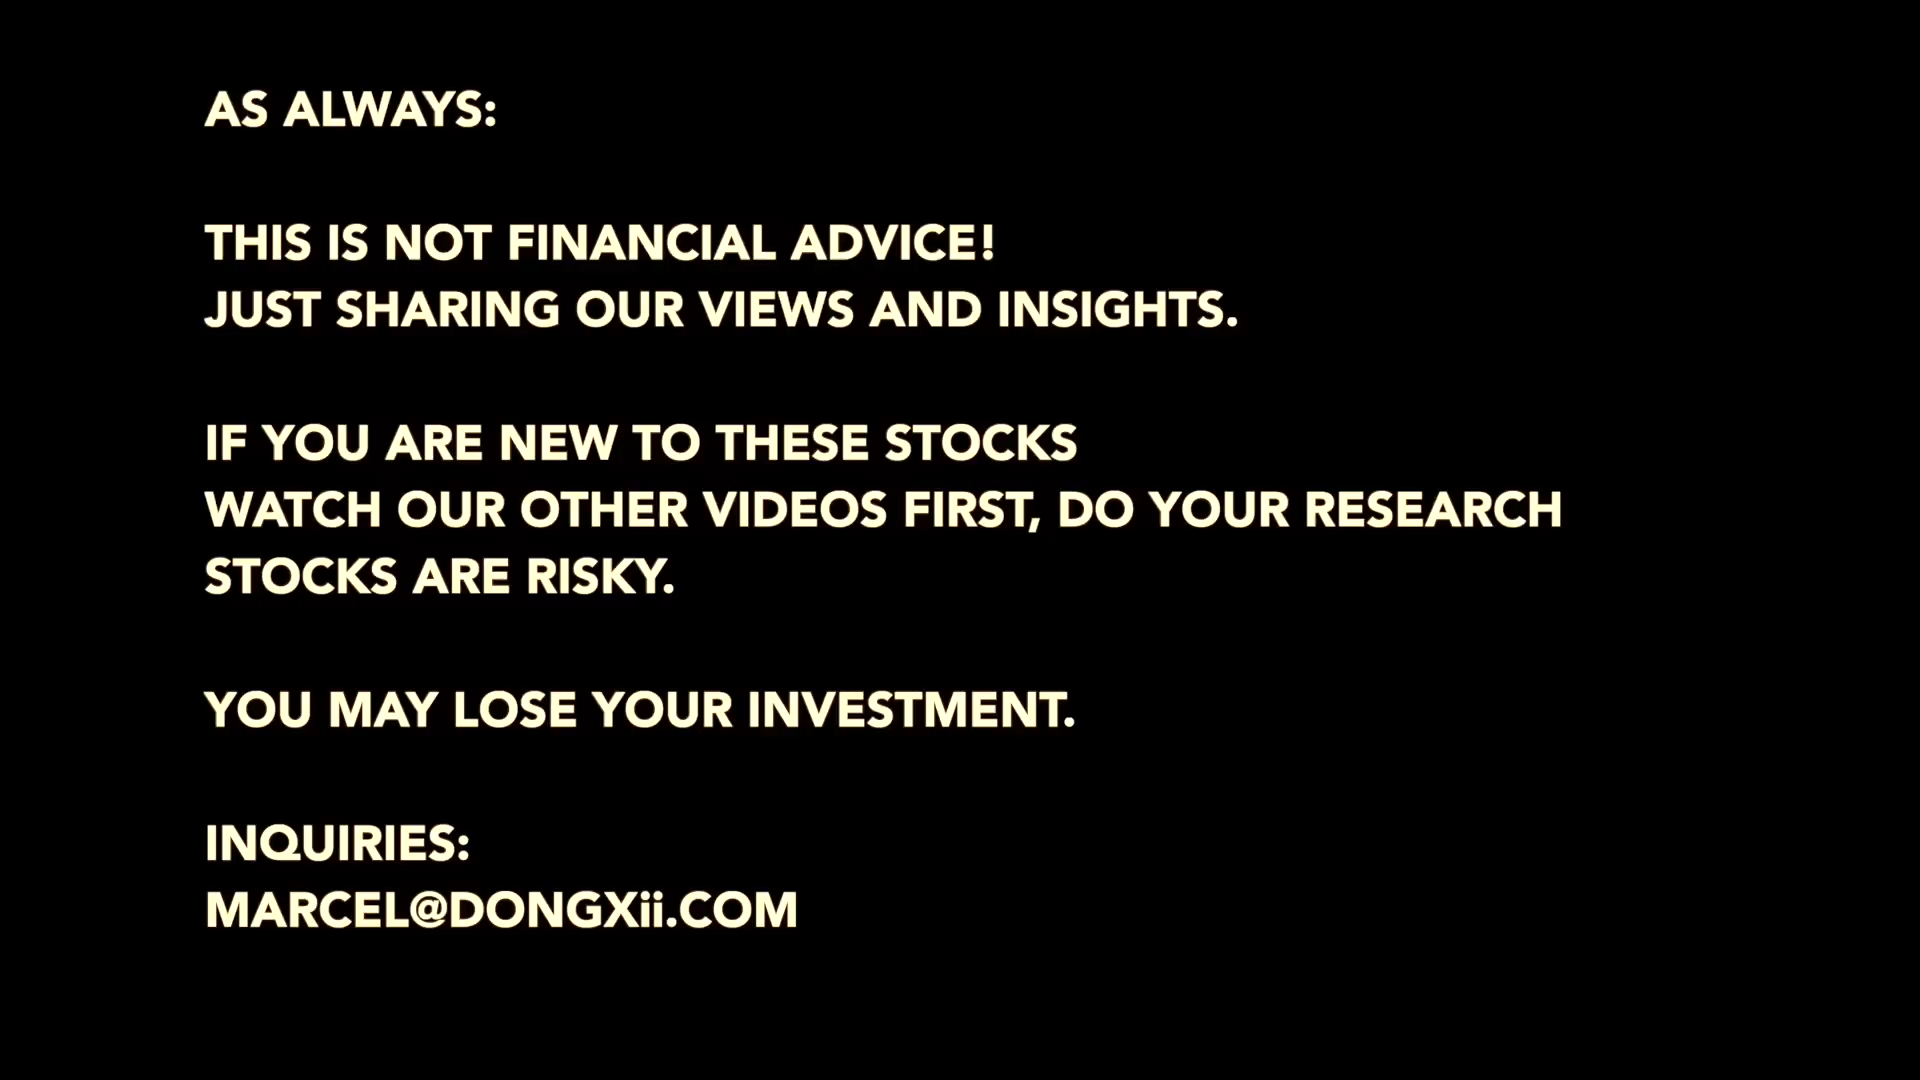 AS ALWAYS:
THIS IS NOT FINANCIAL ADVICE!
JUST SHARING OUR VIEWS AND INSIGHTS.
IF YOU ARE NEW TO THESE STOCKS
WATCH OUR OTHER VIDEOS FIRST, DO YOUR RESEARCH
STOCKS ARE RISKY.
YOU MAY LOSE YOUR INVESTMENT.
INQUIRIES:
MARCEL@DONGXii.COM